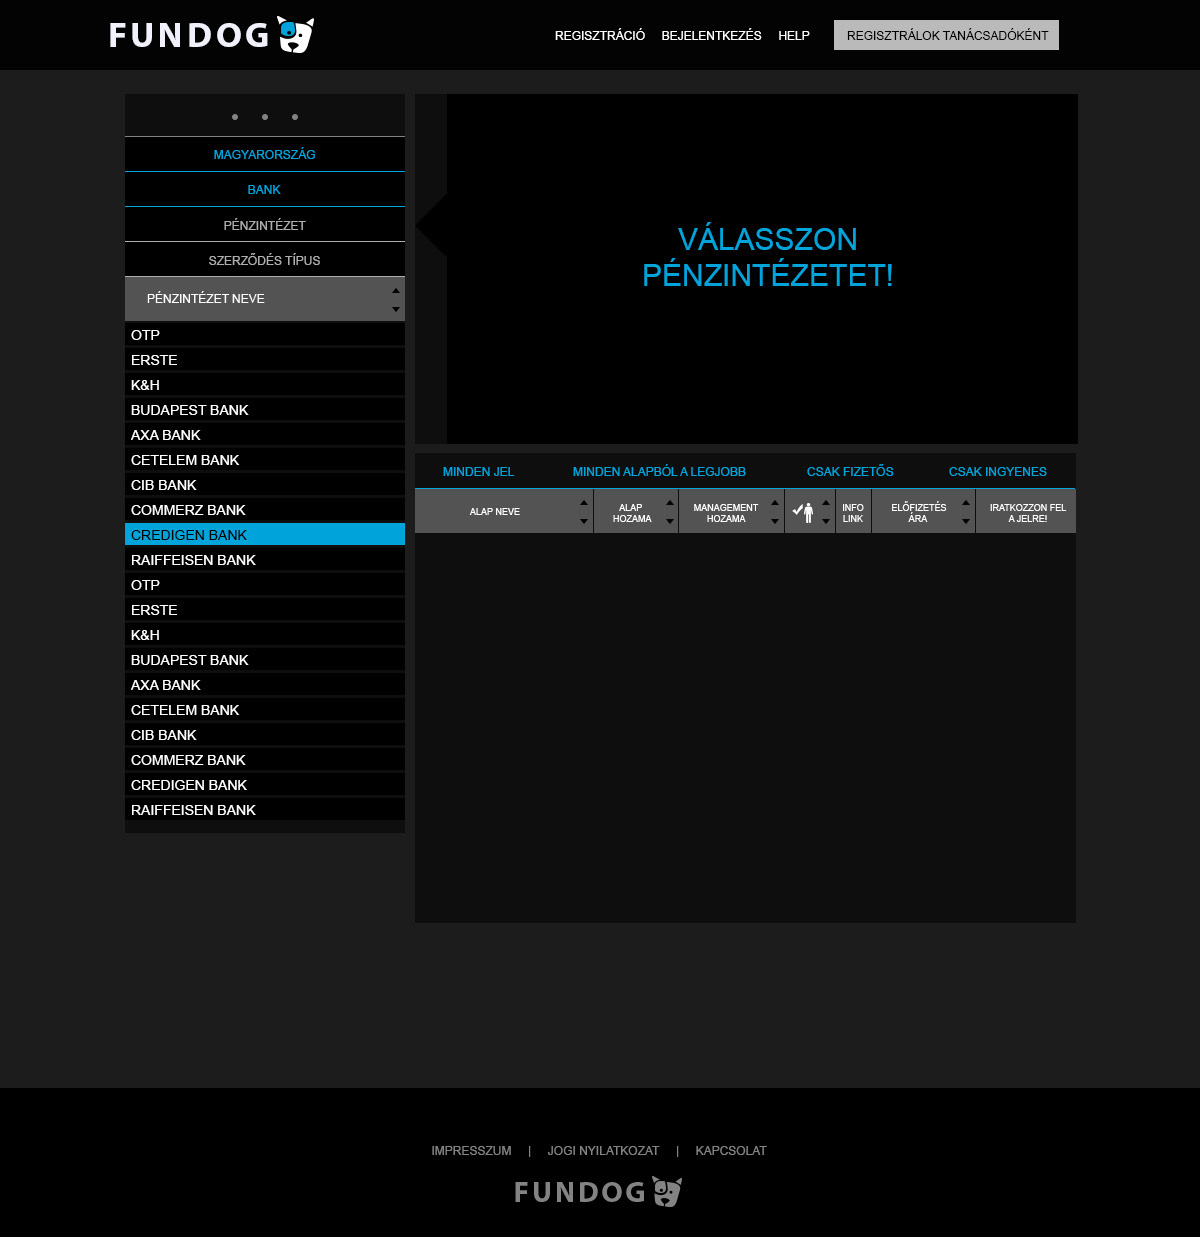 FUNDOG
REGISZTRÁCIÓ BEJELENTKEZÉS HELP REGISZTRÁLOK TANÁCSADÓKÉNT
MAGYARORSZÁG
BANK
PÉNZINTÉZET
SZERZŐDÉS TÍPUS
PÉNZINTÉZET NEVE
OTP
ERSTE
K&H
BUDAPEST BANK
AXA BANK
CETELEM BANK
CIB BANK
COMMERZ BANK
CREDIGEN BANK
RAIFFEISEN BANK
OTP
ERSTE
K&H
BUDAPEST BANK
AXA BANK
CETELEM BANK
CIB BANK
COMMERZ BANK
CREDIGEN BANK
RAIFFEISEN BANK
VÁLASSZON
PÉNZINTÉZETET!
MINDEN JEL MINDEN ALAPBÓL A LEGJOBB CSAK FIZETŐS CSAK INGYENES
ALAP NEVE
ALAP
HOZAMA
MANAGEMENT
HOZAMA
INFO
LINK
ELŐFIZETÉS
ÁRA
IRATKOZZON FEL
A JELRE!
IMPRESSZUM | JOGI NYILATKOZAT | KAPCSOLAT
FUNDOG